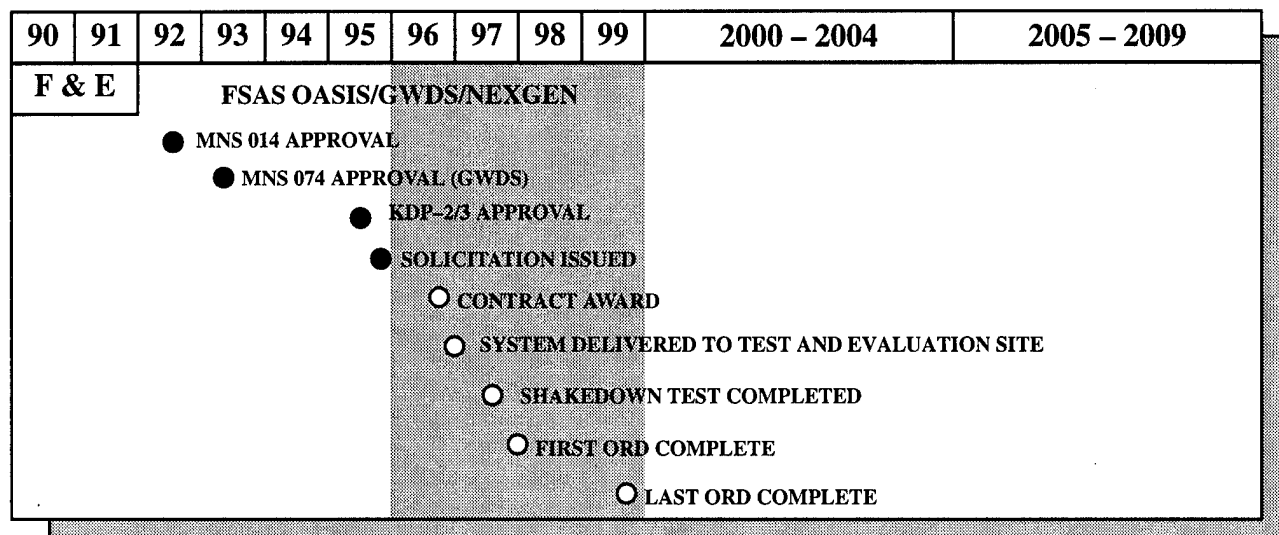 90 91 92 93 94 95 96 97 98 99 2000 – 2004 2005 – 2009
F & E
FSAS OASIS/GWDS/NEXGEN
MNS 014 APPROVAL
MNS 074 APPROVAL (GWDS)
KDP–2/3 APPROVAL
SOLICITATION ISSUED
CONTRACT AWARD
SYSTEM DELIVERED TO TEST AND EVALUATION SITE
SHAKEDOWN TEST COMPLETED
FIRST ORD COMPLETE
LAST ORD COMPLETE